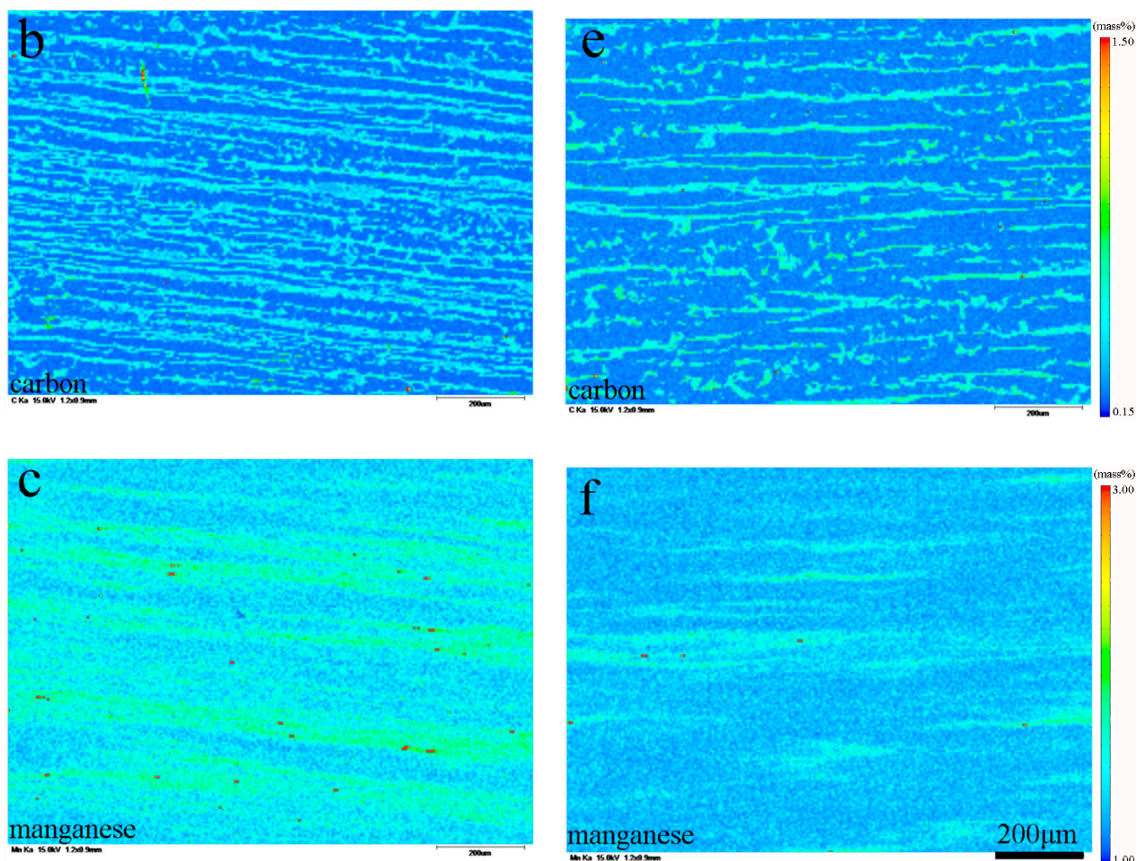 b
carbon
C Ka 15.0kV 1.2x0.9mm
200um
e
carbon
C Ka 15.0kV 1.2x0.9mm
200um
(mass%)
1.50
0.15
c
manganese
Mn Ka 15.0kV 1.2x0.9mm
200um
f
manganese
Mn Ka 15.0kV 1.2x0.9mm
200μm
(mass%)
3.00
1.00